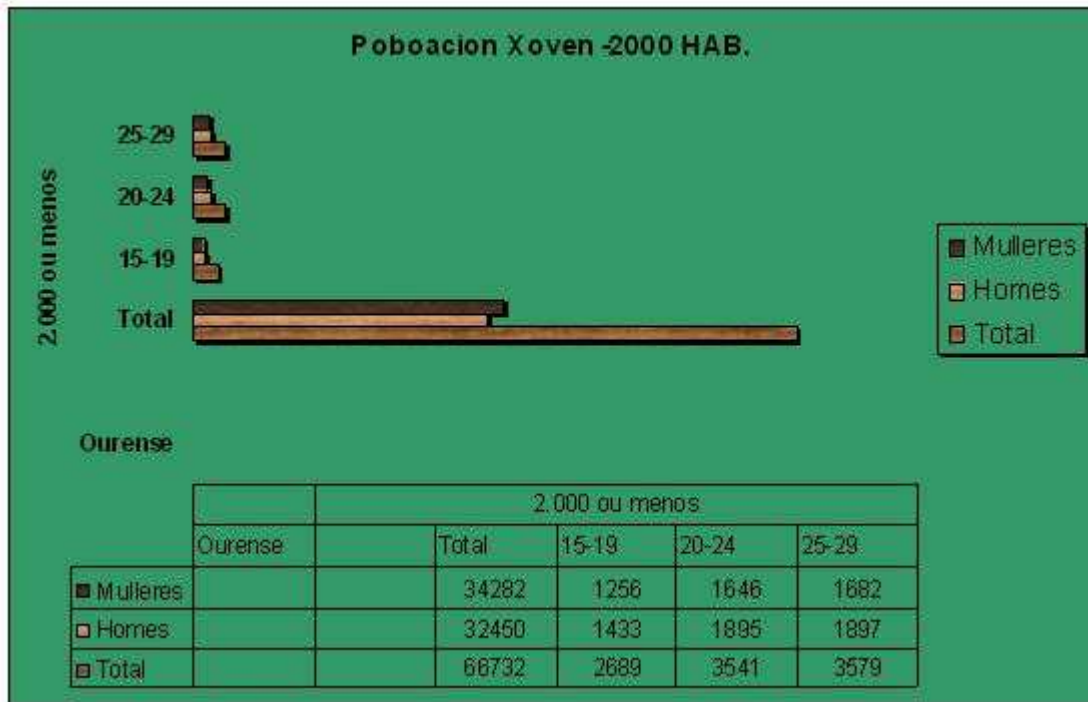 Poboacion Xoven -2000 HAB.
2.000 ou menos
25-29
20-24
15-19
Total
Ourense
Mulleres
Homes
Total
2.000 ou menos
Ourense Total 15-19 20-24 25-29
Mulleres 34282 1256 1646 1682
Homes 32450 1433 1895 1897
Total 66732 2689 3541 3579